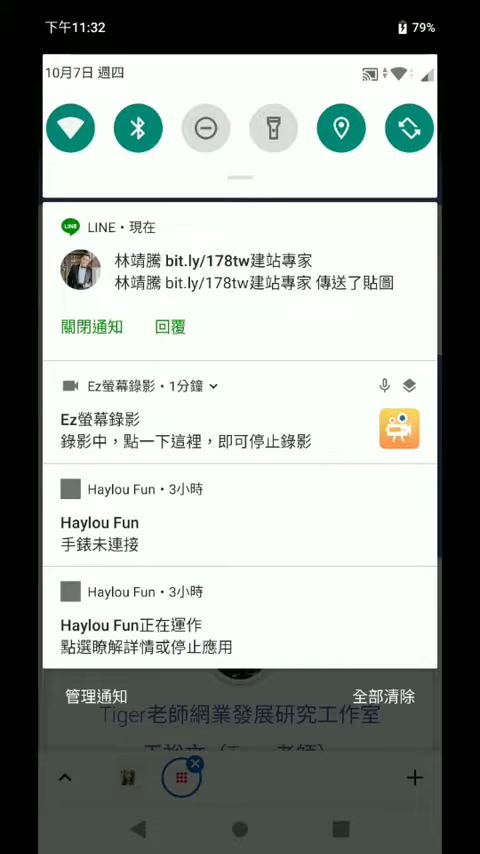 下午11:32
79%
10月7日 週四
LINE • 現在
林靖騰 bit.ly/178tw建站專家
林靖騰 bit.ly/178tw建站專家 傳送了貼圖
關閉通知 回覆
Ez螢幕錄影 • 1分鐘
Ez螢幕錄影
錄影中，點一下這裡，即可停止錄影
Haylou Fun • 3小時
Haylou Fun
手錶未連接
Haylou Fun • 3小時
Haylou Fun正在運作
點選瞭解詳情或停止應用
管理通知 全部清除
Tiger老師網業發展研究工作室